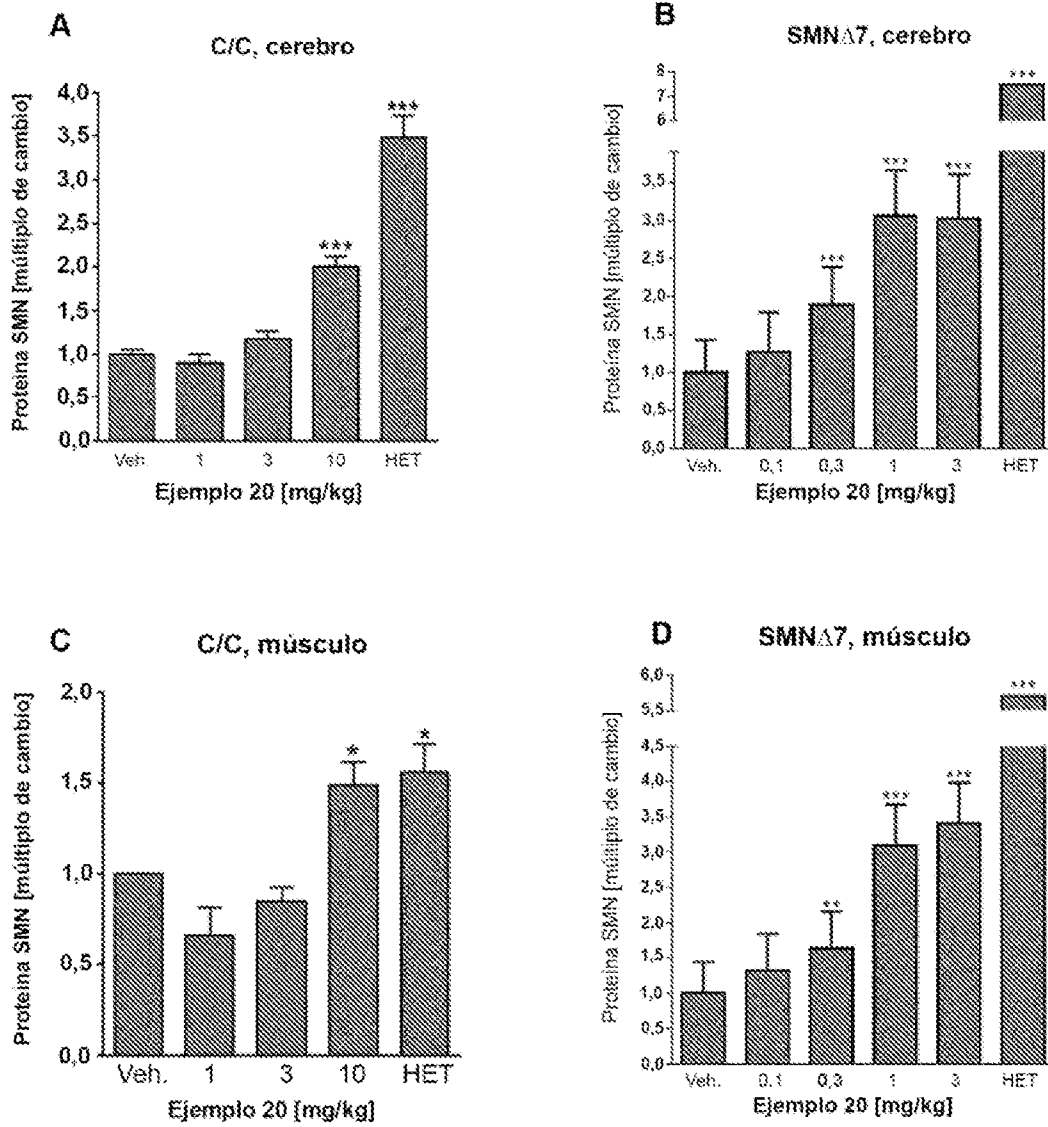 A
C/C, cerebro
Proteína SMN [múltiplo de cambio]
4,0
3,5
3,0
2,5
2,0
1,5
1,0
0,5
0,0
***
***
Veh. 1 3 10 HET
Ejemplo 20 [mg/kg]
B
SMNΔ7, cerebro
Proteína SMN [múltiplo de cambio]
8
7
6
3,5
3,0
2,5
2,0
1,5
1,0
0,5
0,0
***
***
***
***
Veh. 0,1 0,3 1 3 HET
Ejemplo 20 [mg/kg]
C
C/C, músculo
Proteína SMN [múltiplo de cambio]
2,0
1,5
1,0
0,5
0,0
*
*
Veh. 1 3 10 HET
Ejemplo 20 [mg/kg]
D
SMNΔ7, músculo
Proteína SMN [múltiplo de cambio]
6,0
5,5
4,5
4,0
3,5
3,0
2,5
2,0
1,5
1,0
0,5
0,0
**
***
***
***
Veh. 0,1 0,3 1 3 HET
Ejemplo 20 [mg/kg]